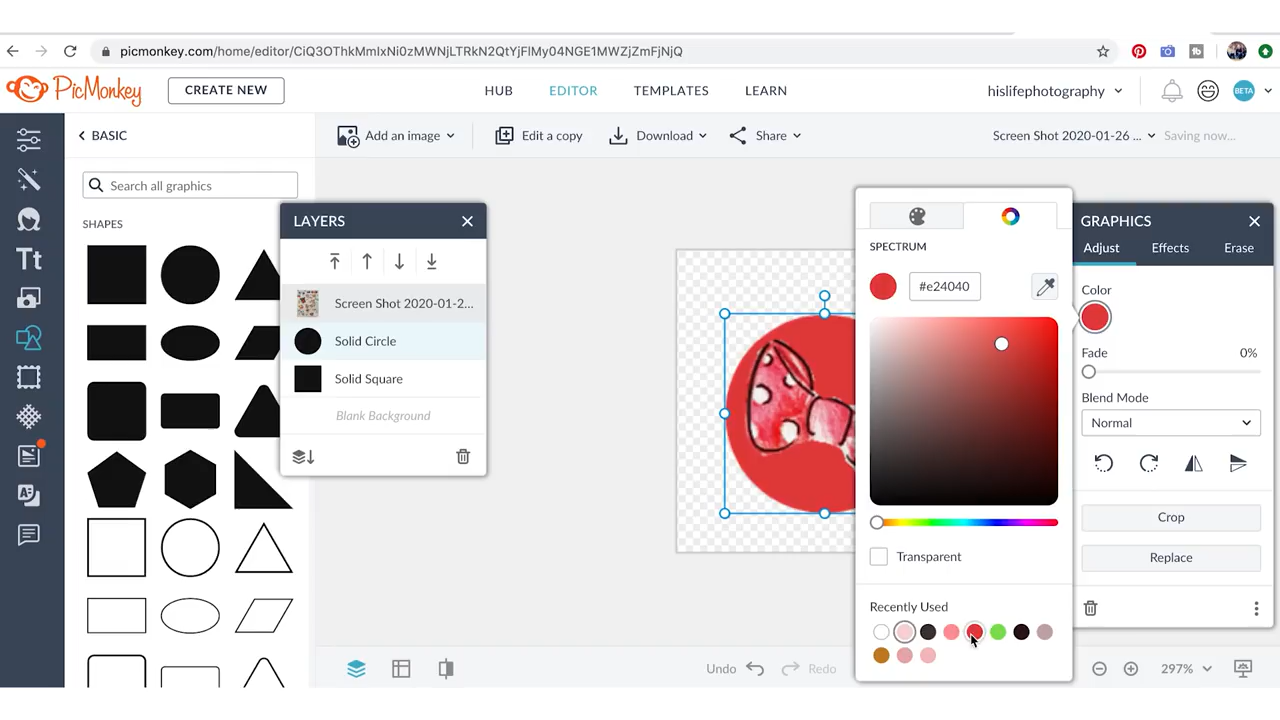 picmonkey.com/home/editor/CiQ3OThkMmIxNi0zMWNjLTRkN2QtYjFlMy04NGE1MWZjZmFjNjQ
PicMonkey
CREATE NEW
HUB
EDITOR
TEMPLATES
LEARN
hislifephotography
BETA
BASIC
Add an image
Edit a copy
Download
Share
Screen Shot 2020-01-26 ...
Saving now...
Search all graphics
SHAPES
Tt
LAYERS
Screen Shot 2020-01-2...
Solid Circle
Solid Square
Blank Background
SPECTRUM
#e24040
Transparent
Recently Used
GRAPHICS
Adjust
Effects
Erase
Color
Fade
0%
Blend Mode
Normal
Crop
Replace
Undo
Redo
297%